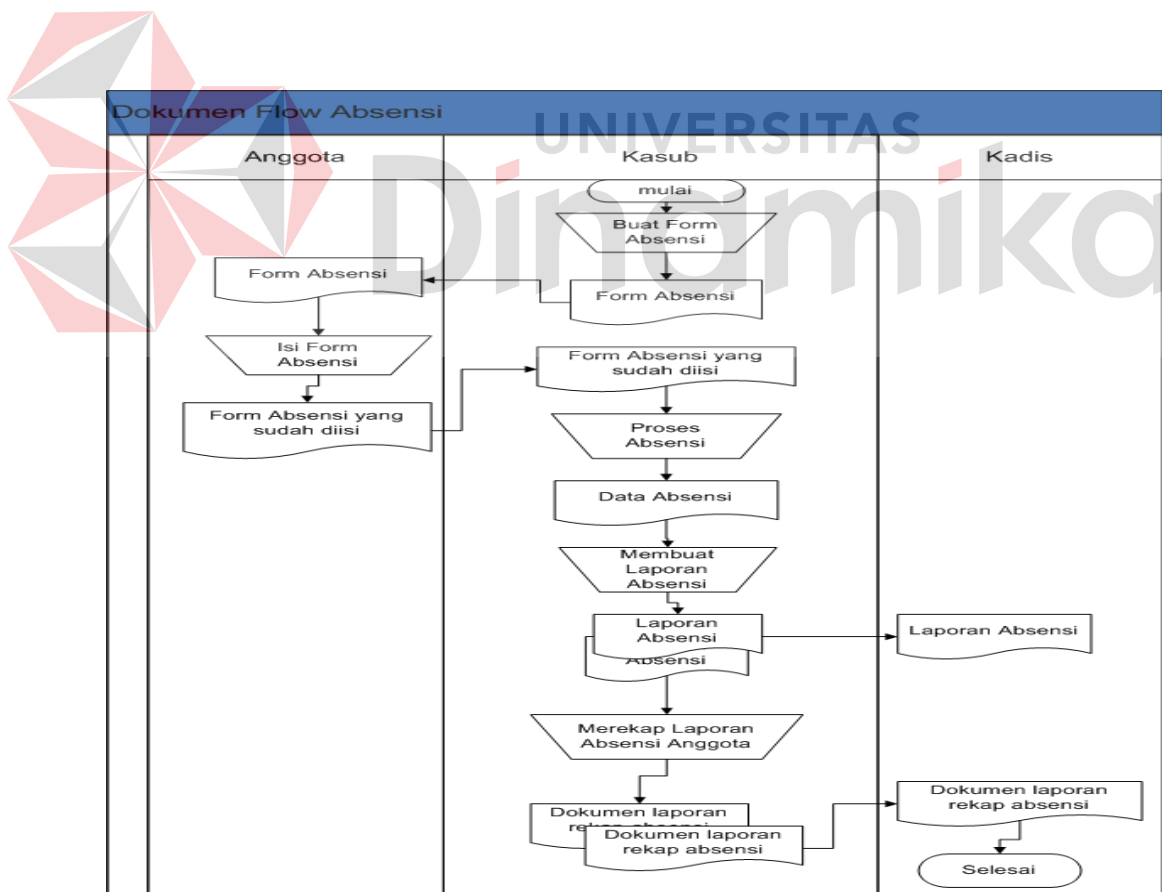 UNIVERSITAS
Dinamika
Dokumen Flow Absensi
Anggota
Kasub
Kadis
mulai
Buat Form
Absensi
Form Absensi
Form Absensi
Isi Form
Absensi
Form Absensi yang
sudah diisi
Form Absensi yang
sudah diisi
Proses
Absensi
Data Absensi
Membuat
Laporan
Absensi
Laporan
Absensi
Absensi
Laporan Absensi
Merekap Laporan
Absensi Anggota
Dokumen laporan
rekap absensi
Dokumen laporan
rekap absensi
Dokumen laporan
rekap absensi
Selesai